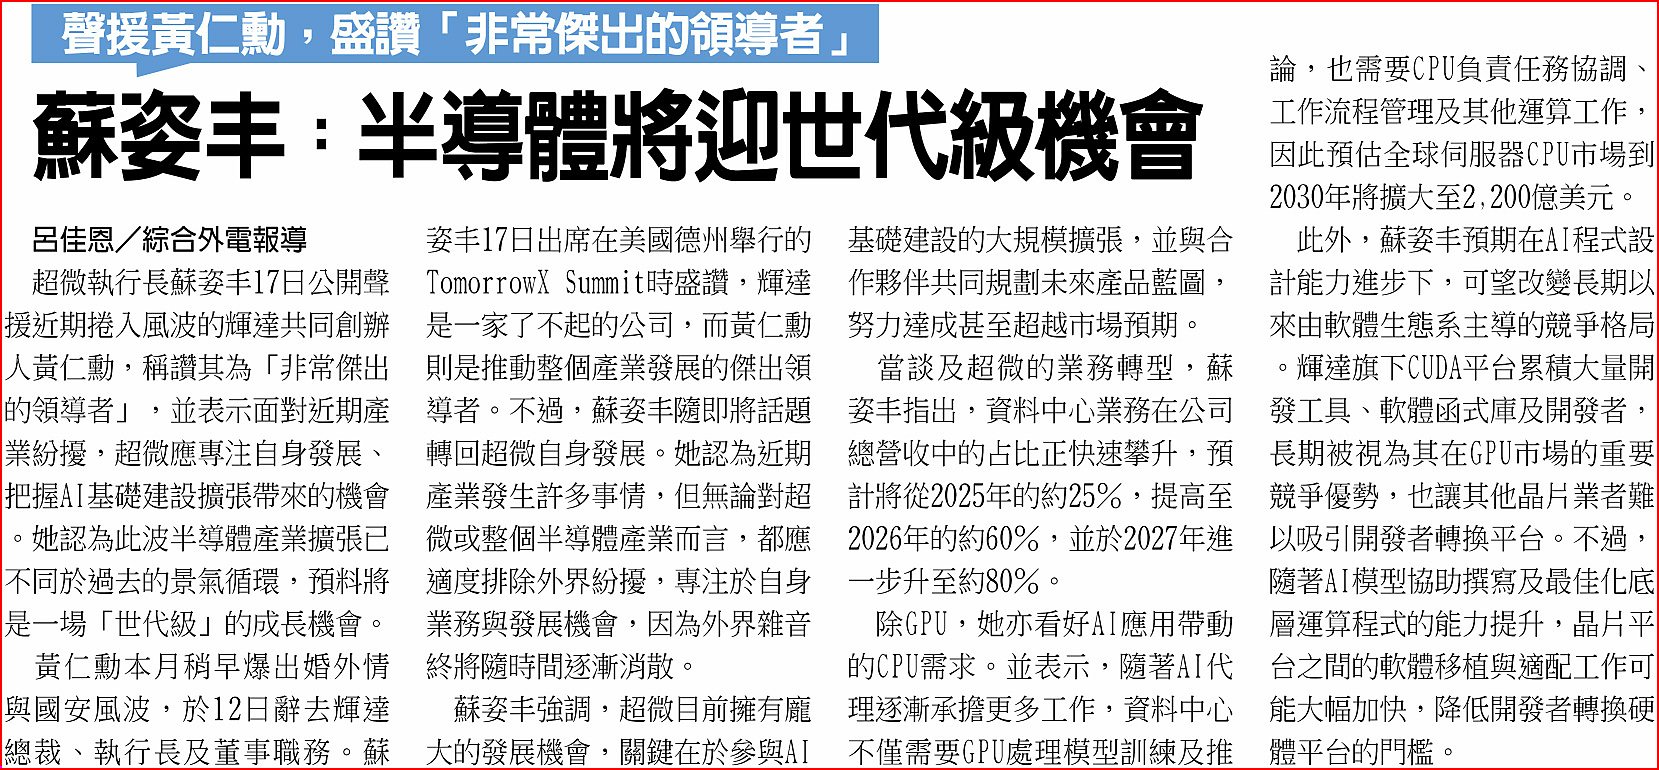 聲援黃仁勳，盛讚「非常傑出的領導者」
蘇姿丰：半導體將迎世代級機會
呂佳恩／綜合外電報導
超微執行長蘇姿丰17日公開聲
援近期捲入風波的輝達共同創辦
人黃仁勳，稱讚其為「非常傑出
的領導者」，並表示面對近期產
業紛擾，超微應專注自身發展、
把握AI基礎建設擴張帶來的機會
。她認為此波半導體產業擴張已
不同於過去的景氣循環，預料將
是一場「世代級」的成長機會。
黃仁勳本月稍早爆出婚外情
與國安風波，於12日辭去輝達
總裁、執行長及董事職務。蘇
姿丰17日出席在美國德州舉行的
TomorrowX Summit時盛讚，輝達
是一家了不起的公司，而黃仁勳
則是推動整個產業發展的傑出領
導者。不過，蘇姿丰隨即將話題
轉回超微自身發展。她認為近期
產業發生許多事情，但無論對超
微或整個半導體產業而言，都應
適度排除外界紛擾，專注於自身
業務與發展機會，因為外界雜音
終將隨時間逐漸消散。
蘇姿丰強調，超微目前擁有龐
大的發展機會，關鍵在於參與AI
基礎建設的大規模擴張，並與合
作夥伴共同規劃未來產品藍圖，
努力達成甚至超越市場預期。
當談及超微的業務轉型，蘇
姿丰指出，資料中心業務在公司
總營收中的占比正快速攀升，預
計將從2025年的約25%，提高至
2026年的約60%，並於2027年進
一步升至約80%。
除GPU，她亦看好AI應用帶動
的CPU需求。並表示，隨著AI代
理逐漸承擔更多工作，資料中心
不僅需要GPU處理模型訓練及推
論，也需要CPU負責任務協調、
工作流程管理及其他運算工作，
因此預估全球伺服器CPU市場到
2030年將擴大至2,200億美元。
此外，蘇姿丰預期在AI程式設
計能力進步下，可望改變長期以
來由軟體生態系主導的競爭格局
。輝達旗下CUDA平台累積大量開
發工具、軟體函式庫及開發者，
長期被視為其在GPU市場的重要
競爭優勢，也讓其他晶片業者難
以吸引開發者轉換平台。不過，
隨著AI模型協助撰寫及最佳化底
層運算程式的能力提升，晶片平
台之間的軟體移植與適配工作可
能大幅加快，降低開發者轉換硬
體平台的門檻。